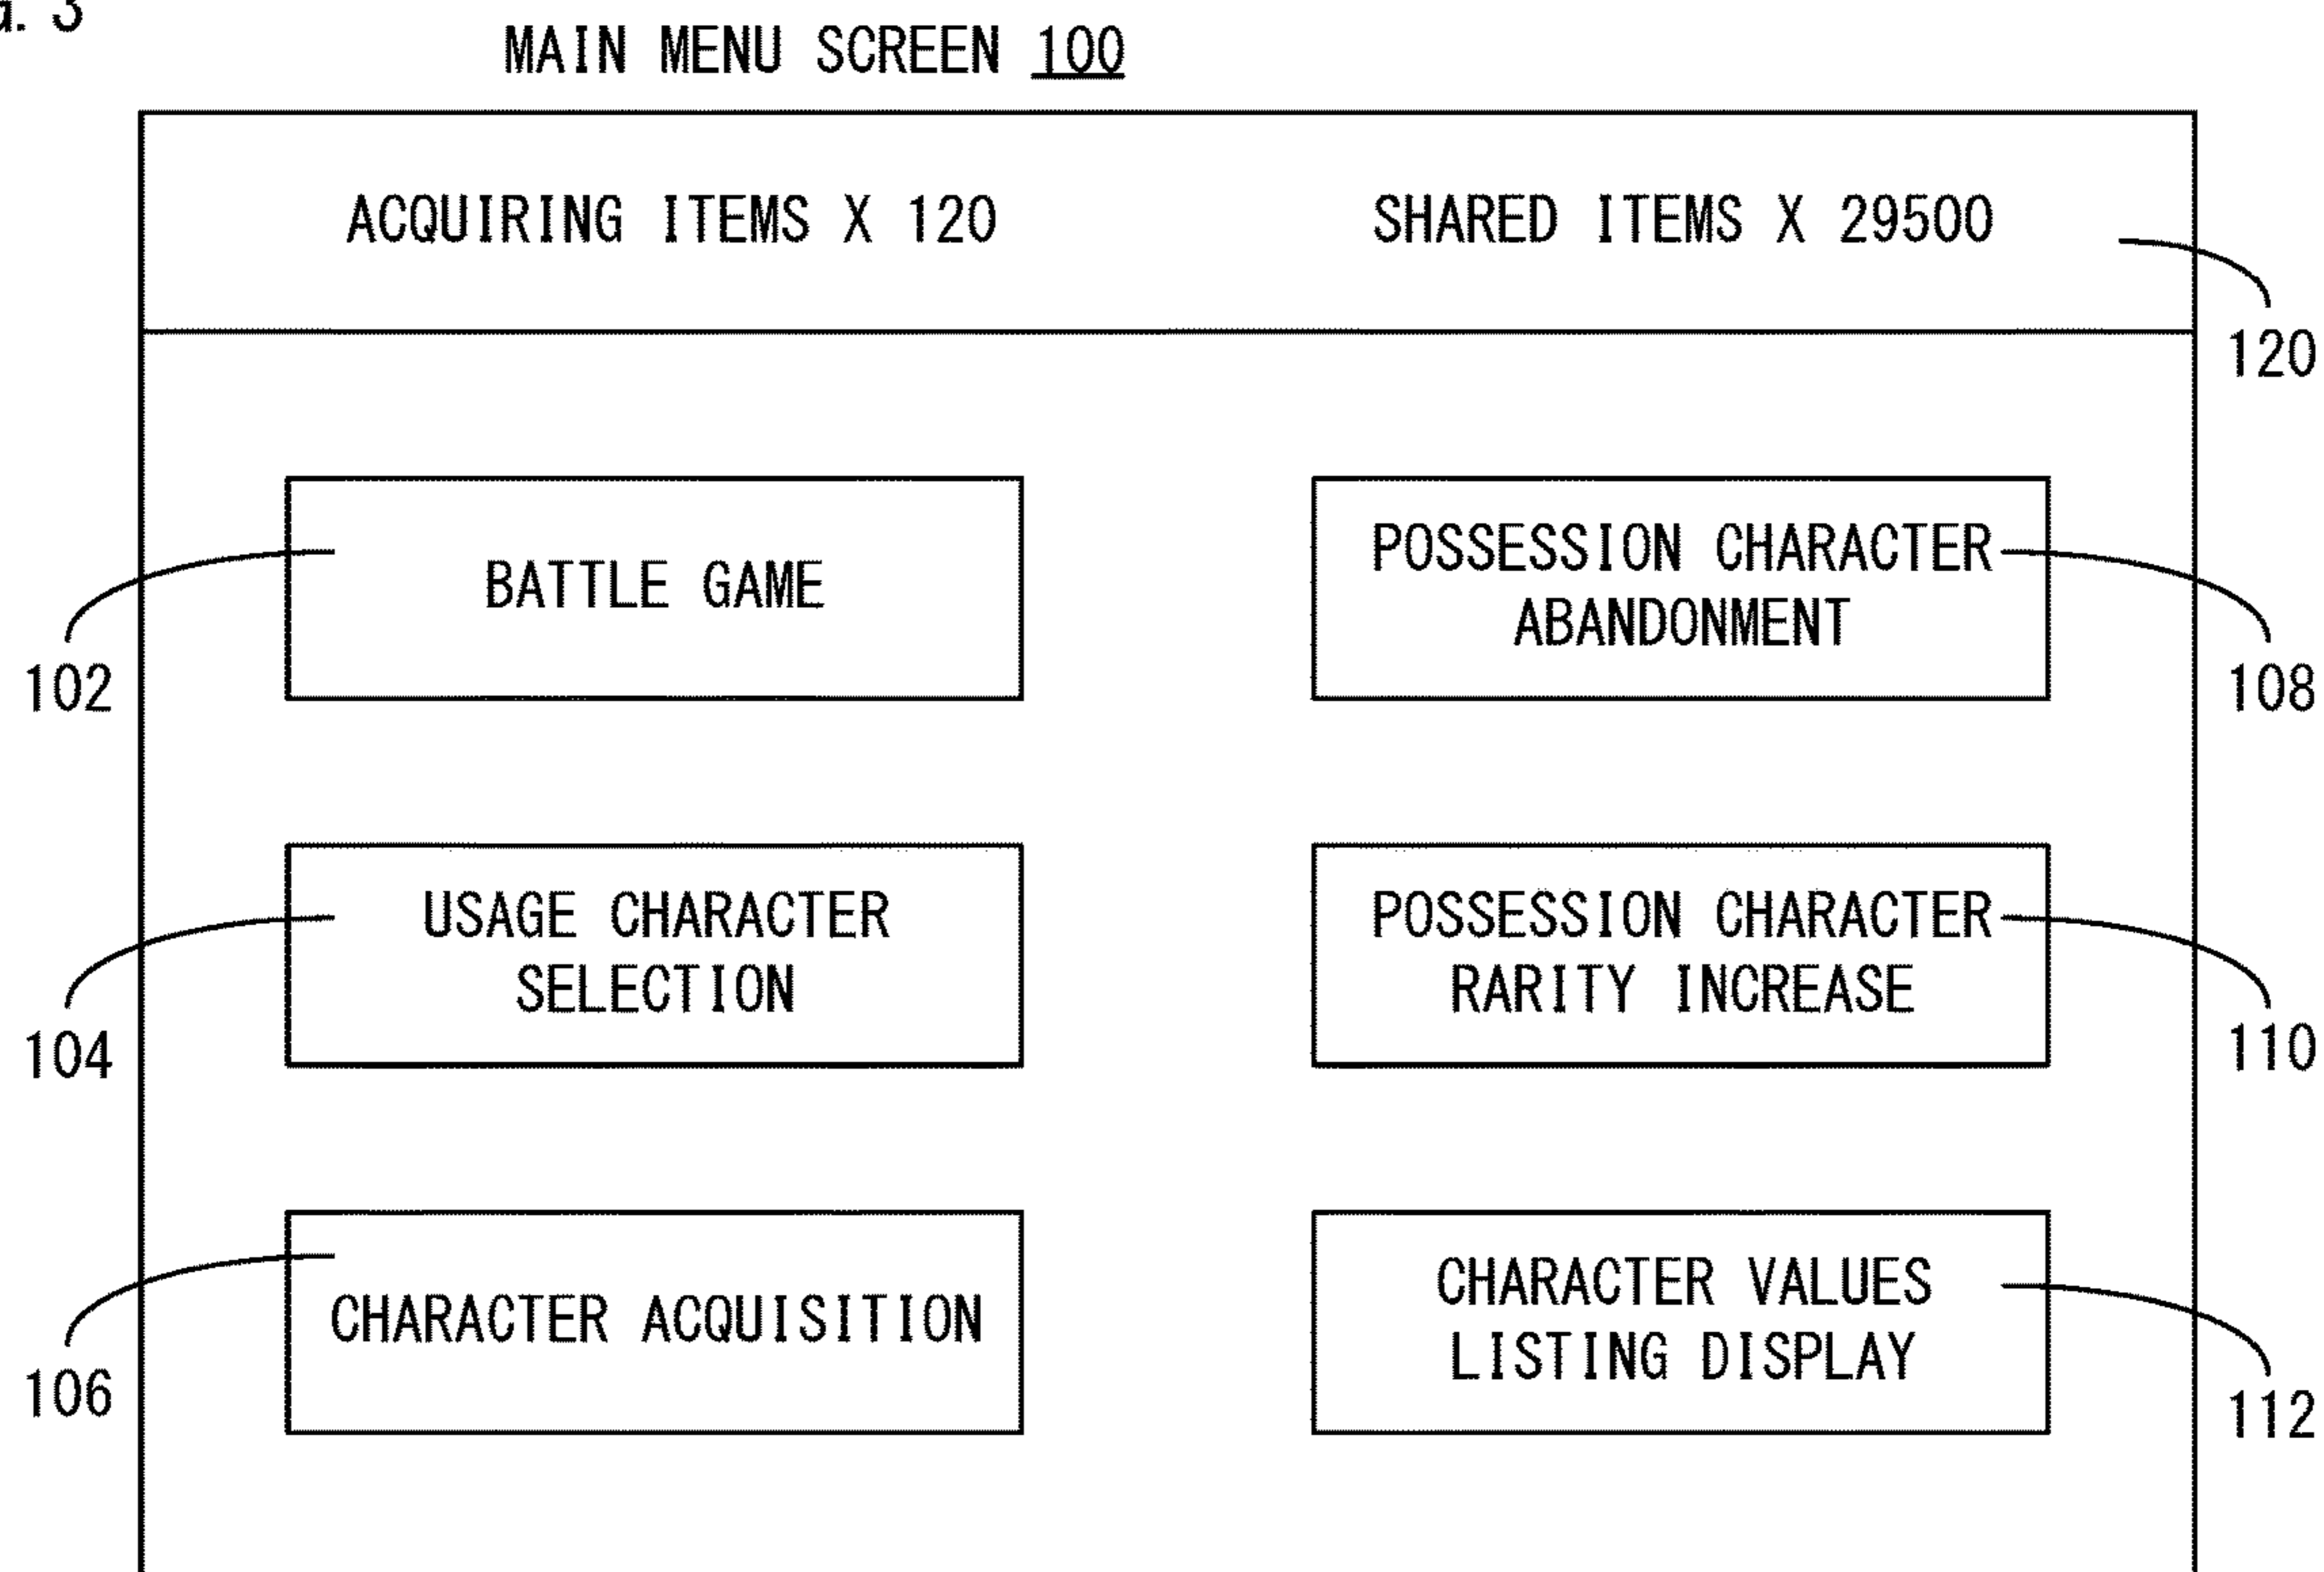 G. 3
MAIN MENU SCREEN 100
ACQUIRING ITEMS X 120
SHARED ITEMS X 29500
120
BATTLE GAME
102
POSSESSION CHARACTER
ABANDONMENT
108
USAGE CHARACTER
SELECTION
104
POSSESSION CHARACTER
RARITY INCREASE
110
CHARACTER ACQUISITION
106
CHARACTER VALUES
LISTING DISPLAY
112